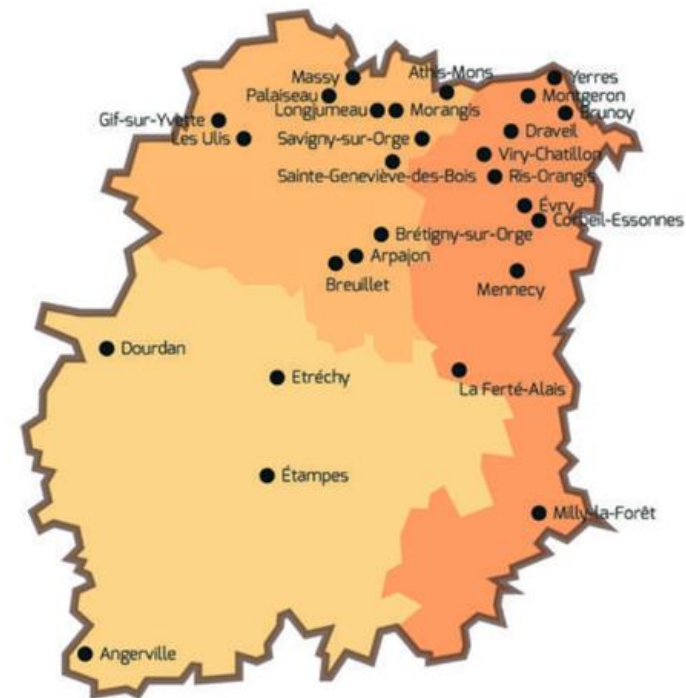 Massy
Athis-Mons
Yerres
Palaiseau
Montgeron
Longjumeau
Morangis
Brunoy
Gif-sur-Yvette
Draveil
Les Ulis
Savigny-sur-Orge
Viry-Chatillon
Sainte-Geneviève-des-Bois
Ris-Orangis
Évry
Corbeil-Essonnes
Brétigny-sur-Orge
Arpajon
Breuillet
Mennecy
Dourdan
Etréchy
La Ferté-Alais
Étampes
Milly-la-Forêt
Angerville